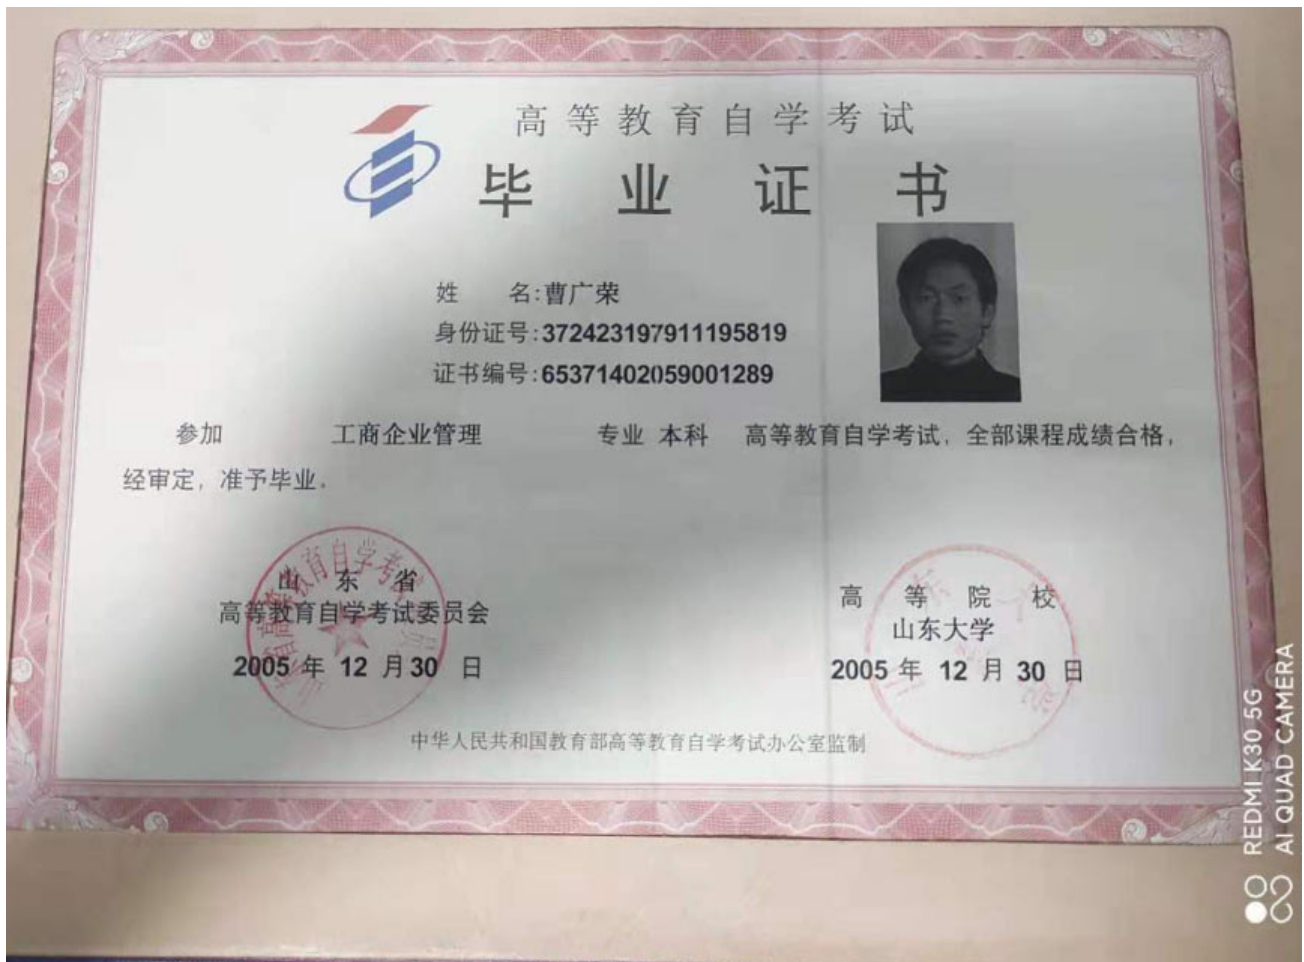 高等教育自学考试
毕业证书
姓 名:曹广荣
身份证号:372423197911195819
证书编号:65371402059001289
参加 工商企业管理 专业 本科 高等教育自学考试，全部课程成绩合格，
经审定，准予毕业。
山东省
高等教育自学考试委员会
2005 年 12 月 30 日
高等院校
山东大学
2005 年 12 月 30 日
中华人民共和国教育部高等教育自学考试办公室监制
REDMI K30 5G
AI QUAD CAMERA